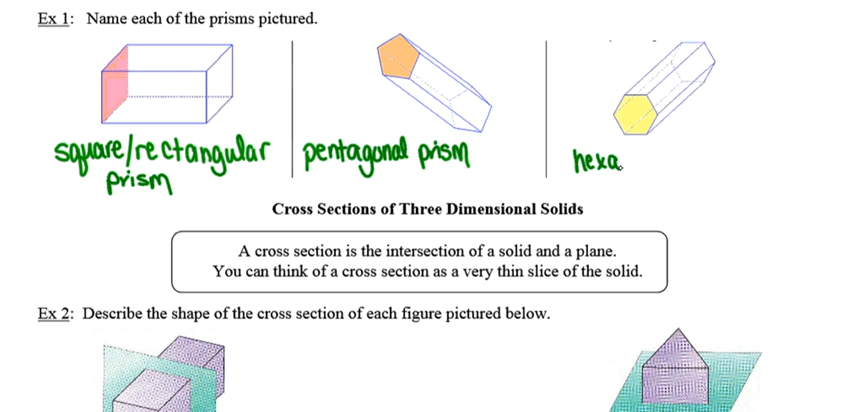 Ex 1: Name each of the prisms pictured.
square/rectangular
prism
pentagonal prism
hexa
Cross Sections of Three Dimensional Solids
A cross section is the intersection of a solid and a plane.
You can think of a cross section as a very thin slice of the solid.
Ex 2: Describe the shape of the cross section of each figure pictured below.